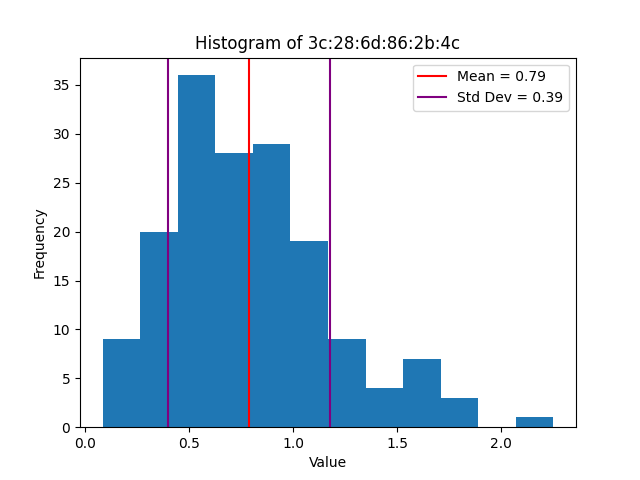 Histogram of 3c:28:6d:86:2b:4c
Mean = 0.79
Std Dev = 0.39
35
30
25
20
15
10
5
0
Frequency
0.0 0.5 1.0 1.5 2.0
Value